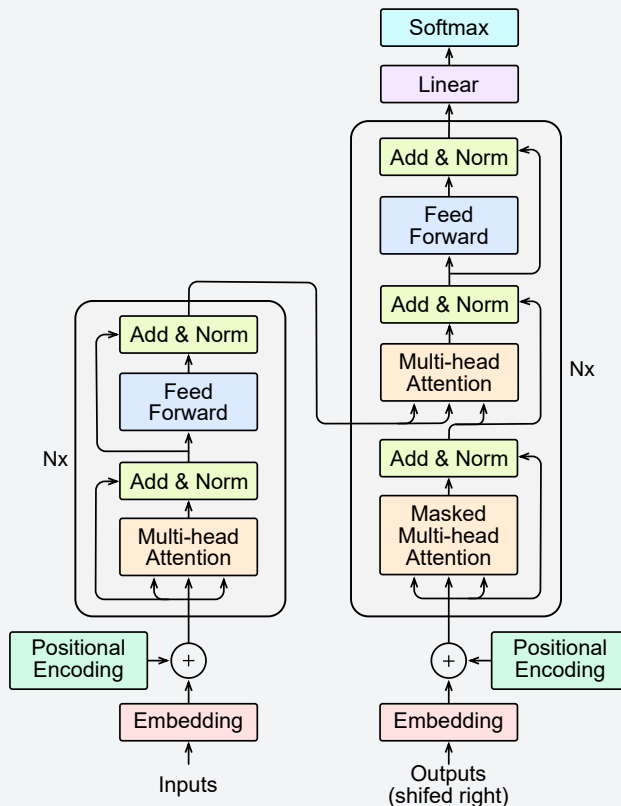 Softmax
Linear
Add & Norm
Feed
Forward
Add & Norm
Multi-head
Attention
Nx
Add & Norm
Masked
Multi-head
Attention
Add & Norm
Feed
Forward
Nx
Add & Norm
Multi-head
Attention
Positional
Encoding
+
Embedding
Inputs
+
Positional
Encoding
Embedding
Outputs
(shifed right)